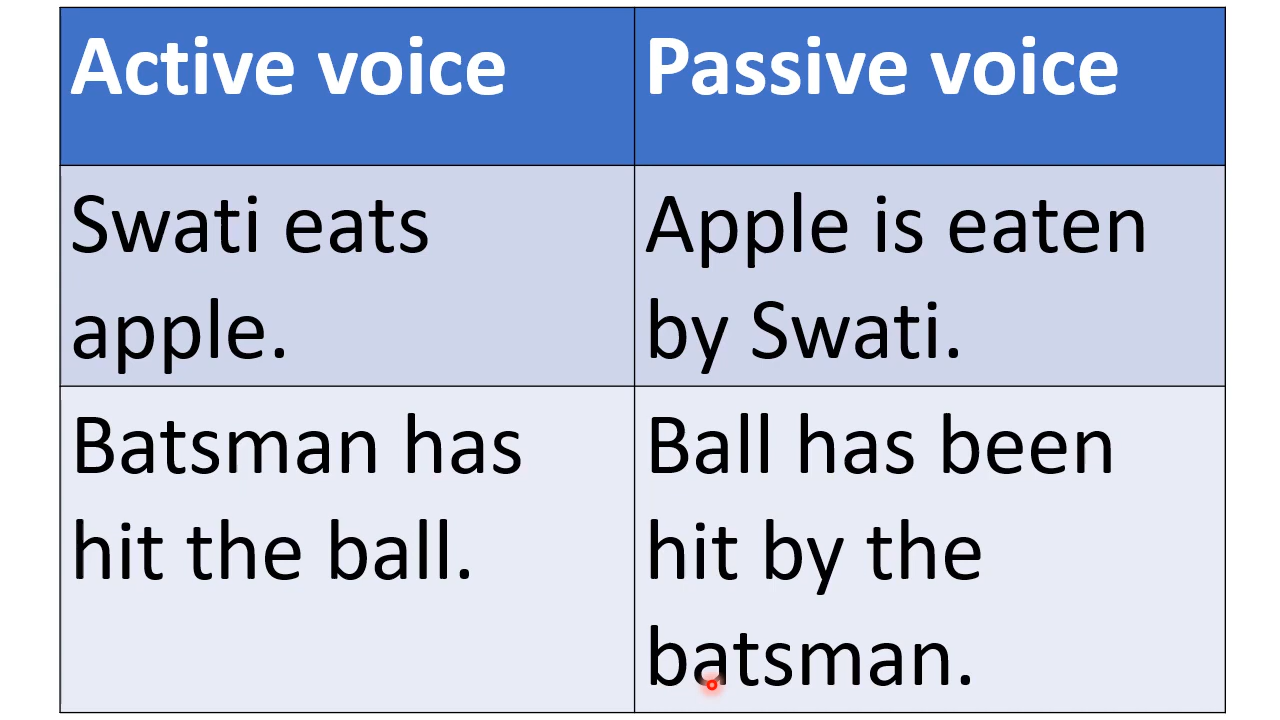 Active voice
Passive voice
Swati eats
apple.
Apple is eaten
by Swati.
Batsman has
hit the ball.
Ball has been
hit by the
batsman.